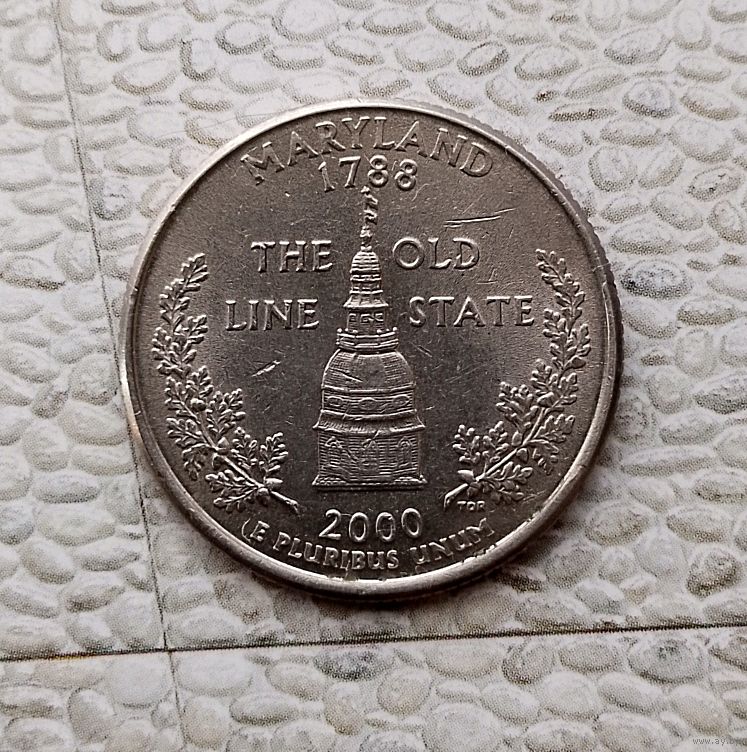 MARYLAND
1788
THE OLD
LINE STATE
TDR
2000
E PLURIBUS UNUM